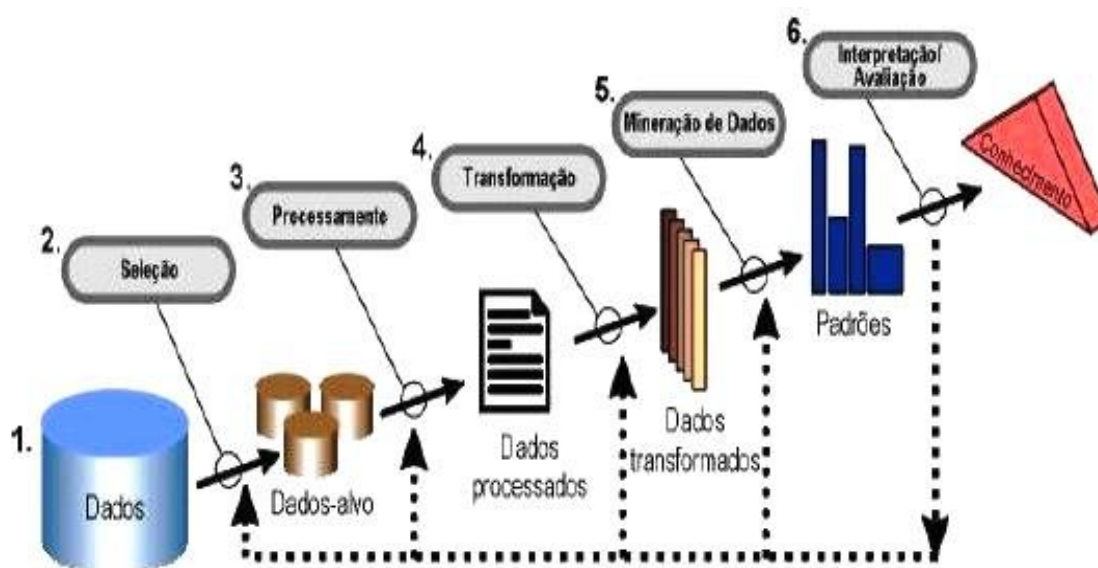 1.
Dados
2.
Seleção
Dados-alvo
3.
Processamento
Dados
processados
4.
Transformação
Dados
transformados
5.
Mineração de Dados
Padrões
6.
Interpretação/
Avaliação
Conhecimento